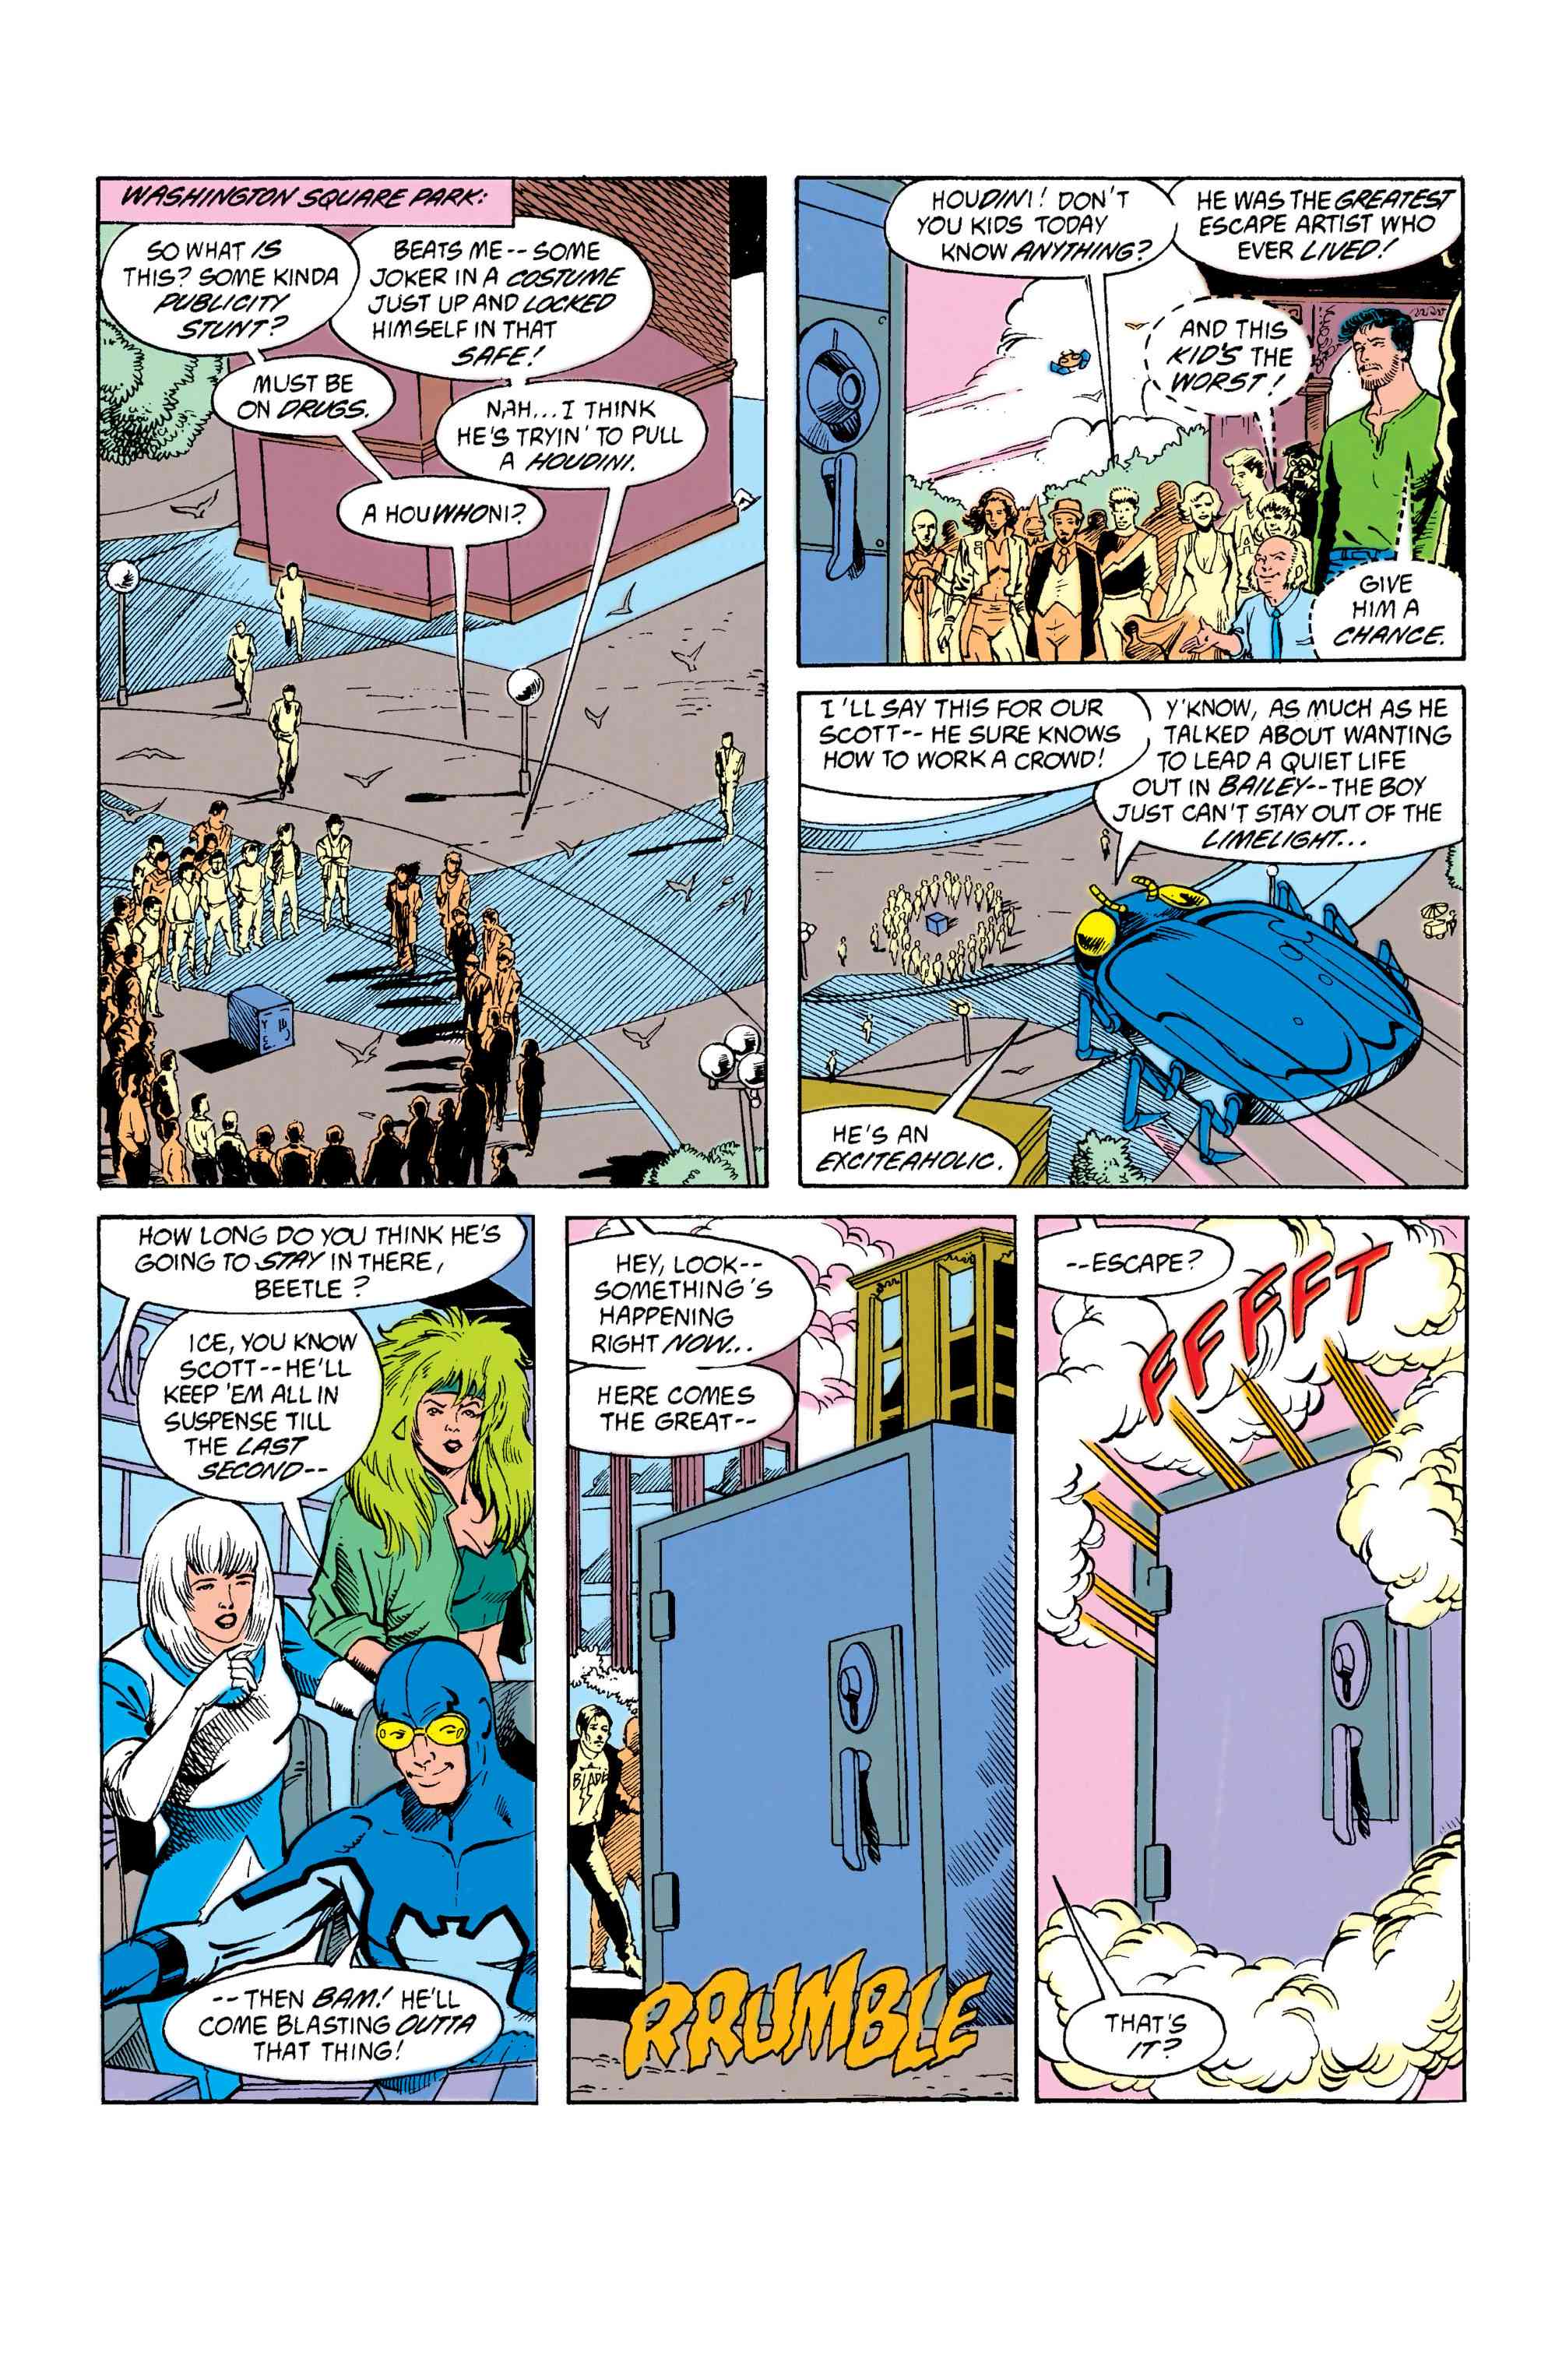 WASHINGTON SQUARE PARK:
SO WHAT IS
THIS? SOME KINDA
PUBLICITY
STUNT?
BEATS ME-- SOME
JOKER IN A COSTUME
JUST UP AND LOCKED
HIMSELF IN THAT
SAFE!
MUST BE
ON DRUGS.
NAH... I THINK
HE'S TRYIN' TO PULL
A HOUDINI.
A HOUWHONI?
HOUDINI! DON'T
YOU KIDS TODAY
KNOW ANYTHING?
HE WAS THE GREATEST
ESCAPE ARTIST WHO
EVER LIVED!
AND THIS
KID'S THE
WORST!
GIVE
HIM A
CHANCE.
I'LL SAY THIS FOR OUR
SCOTT-- HE SURE KNOWS
HOW TO WORK A CROWD!
Y'KNOW, AS MUCH AS HE
TALKED ABOUT WANTING
TO LEAD A QUIET LIFE
OUT IN BAILEY-- THE BOY
JUST CAN'T STAY OUT OF THE
LIMELIGHT...
HE'S AN
EXCITEAHOLIC.
HOW LONG DO YOU THINK HE'S
GOING TO STAY IN THERE,
BEETLE?
ICE, YOU KNOW
SCOTT-- HE'LL
KEEP 'EM ALL IN
SUSPENSE TILL
THE LAST
SECOND--
-- THEN BAM! HE'LL
COME BLASTING OUTTA
THAT THING!
HEY, LOOK--
SOMETHING'S
HAPPENING
RIGHT NOW...
HERE COMES
THE GREAT--
BLADE
RRUMBLE
--ESCAPE?
FFFFFT
THAT'S
IT?